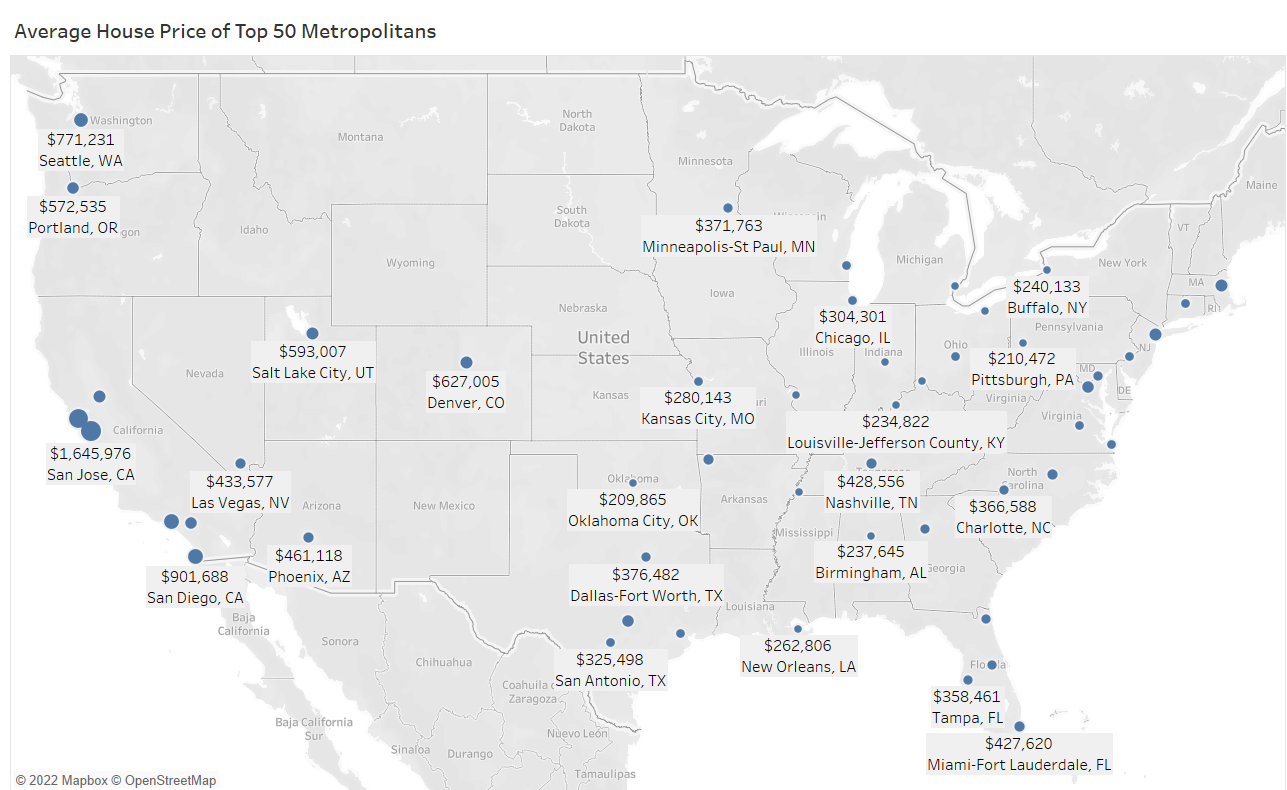 Average House Price of Top 50 Metropolitans
North
Dakota
Washington
$771,231
Seattle, WA
Montana
Minnesota
Maine
$572,535
Portland, OR
gon
Idaho
South
Dakota
$371,763
Minneapolis-St Paul, MN
VT
Wyoming
Michigan
New York
MA
RI
$240,133
Buffalo, NY
Iowa
Nebraska
$304,301
Chicago, IL
United
States
Pennsylvania
Illinois
Indiana
Ohio
NJ
$593,007
Salt Lake City, UT
Nevada
$627,005
Denver, CO
$210,472
Pittsburgh, PA
MD
DE
Kansas
$280,143
Kansas City, MO
uri
Virginia
Virginia
$234,822
Louisville-Jefferson County, KY
California
$1,645,976
San Jose, CA
$433,577
Las Vegas, NV
Arizona
New Mexico
Oklahoma
$209,865
Oklahoma City, OK
Arkansas
$428,556
Nashville, TN
North
Carolina
$366,588
Charlotte, NC
Mississippi
$461,118
Phoenix, AZ
$237,645
Birmingham, AL
Georgia
$901,688
San Diego, CA
$376,482
Dallas-Fort Worth, TX
Louisiana
Baja
California
Sonora
Chihuahua
$325,498
San Antonio, TX
$262,806
New Orleans, LA
Florida
Coahuila
Zaragoza
$358,461
Tampa, FL
Baja California
Sur
Nuevo León
$427,620
Miami-Fort Lauderdale, FL
Sinaloa
Durango
Tamaulipas
© 2022 Mapbox © OpenStreetMap